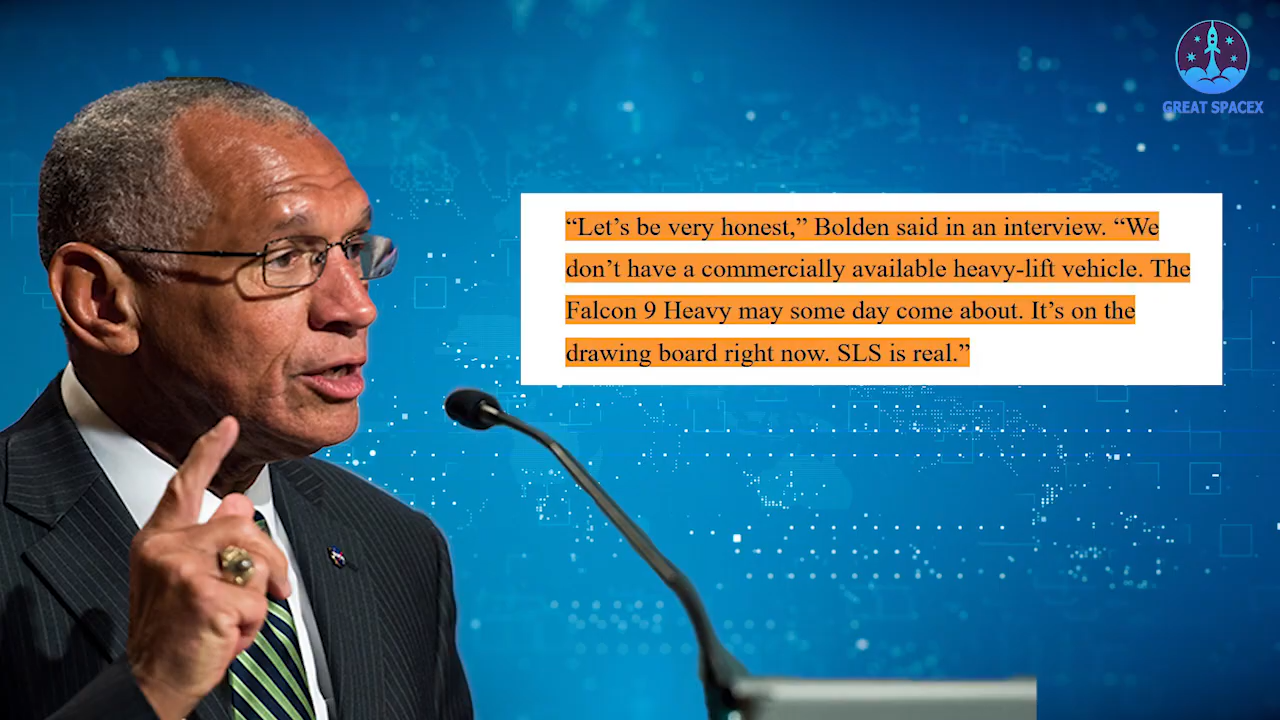 GREAT SPACEX
“Let’s be very honest,” Bolden said in an interview. “We
don’t have a commercially available heavy-lift vehicle. The
Falcon 9 Heavy may some day come about. It’s on the
drawing board right now. SLS is real.”